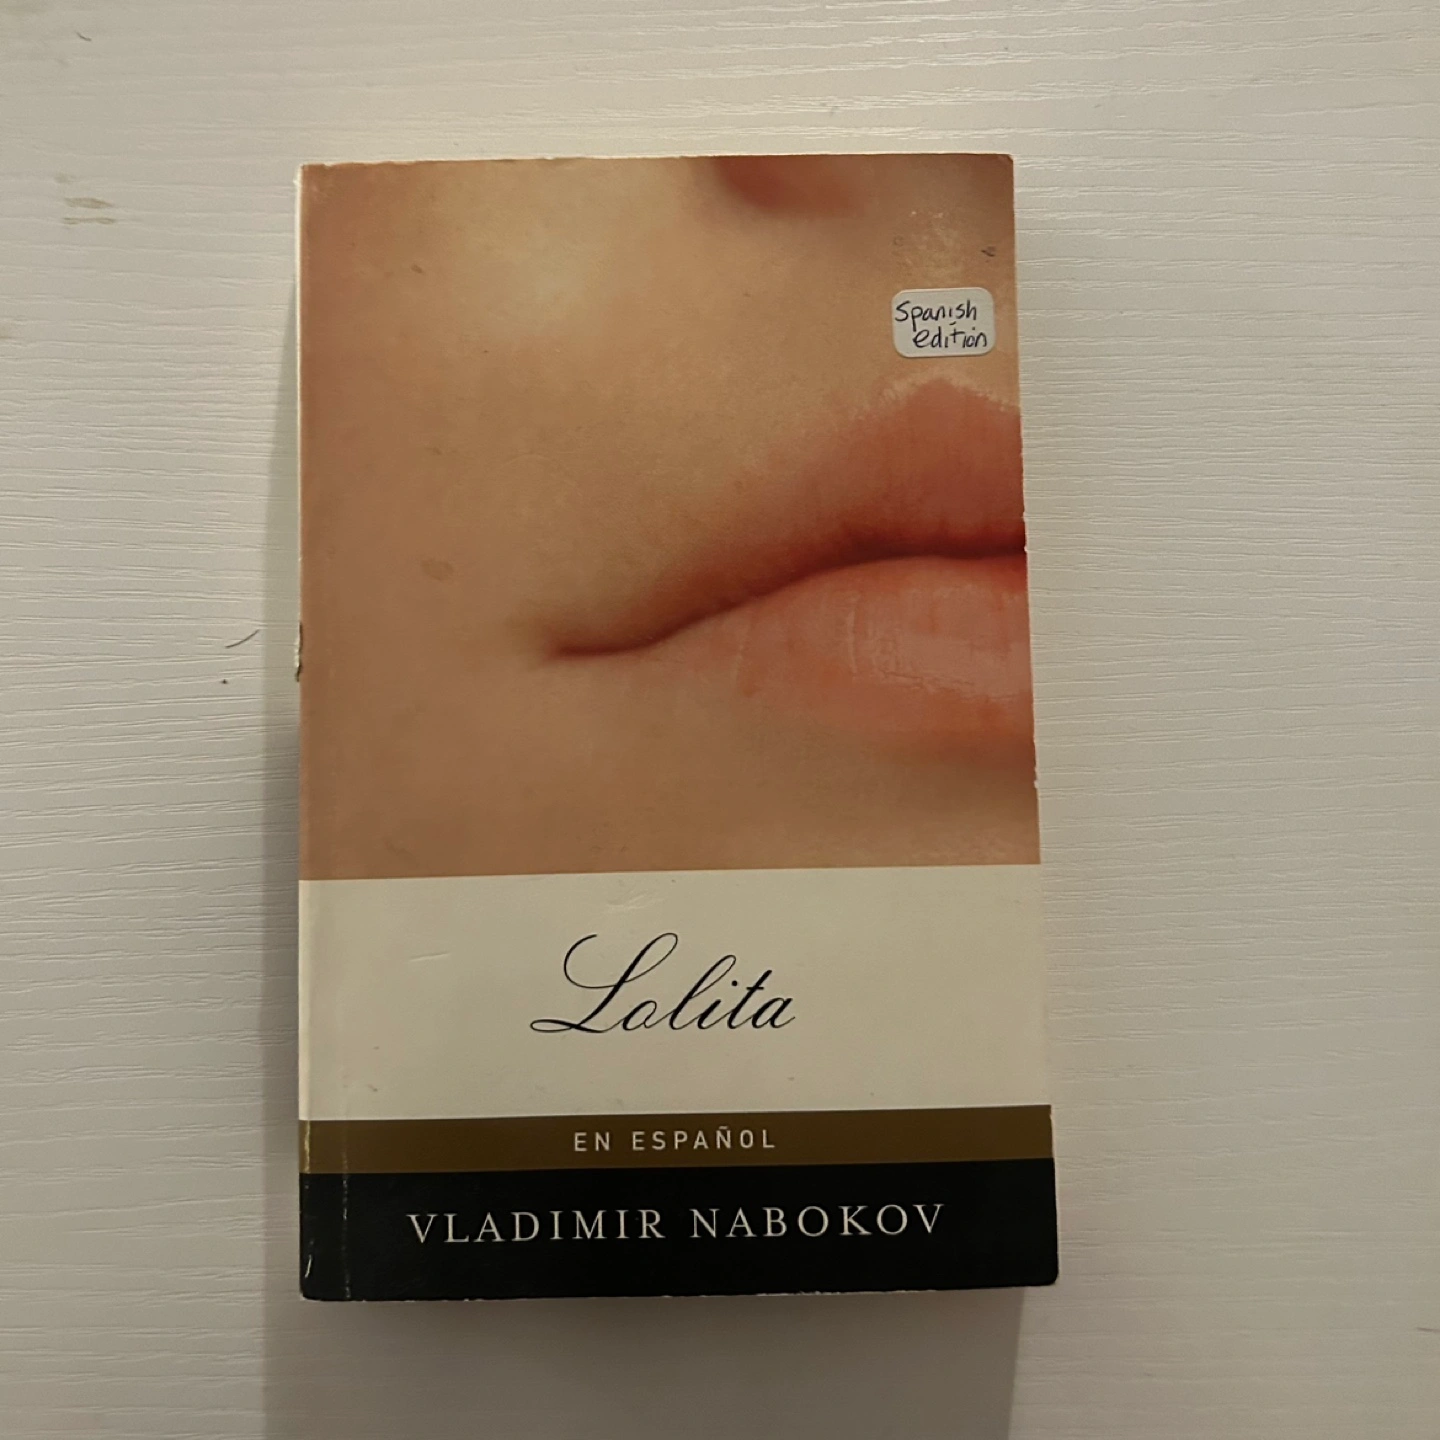 Spanish
edition
Lolita
EN ESPAÑOL
VLADIMIR NABOKOV